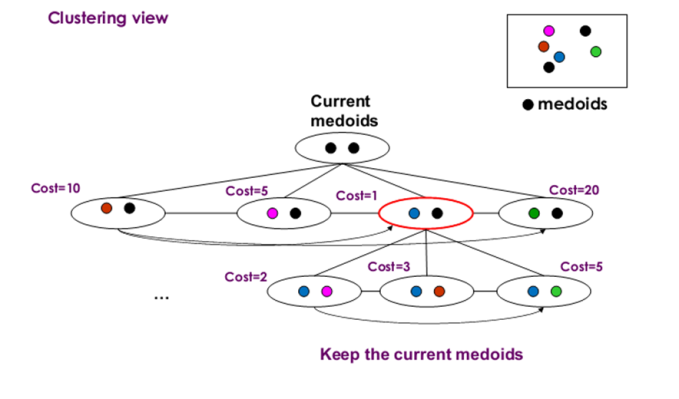 Clustering view
medoids
Current
medoids
Cost=10
Cost=5
Cost=1
Cost=20
Cost=2
Cost=3
Cost=5
...
Keep the current medoids